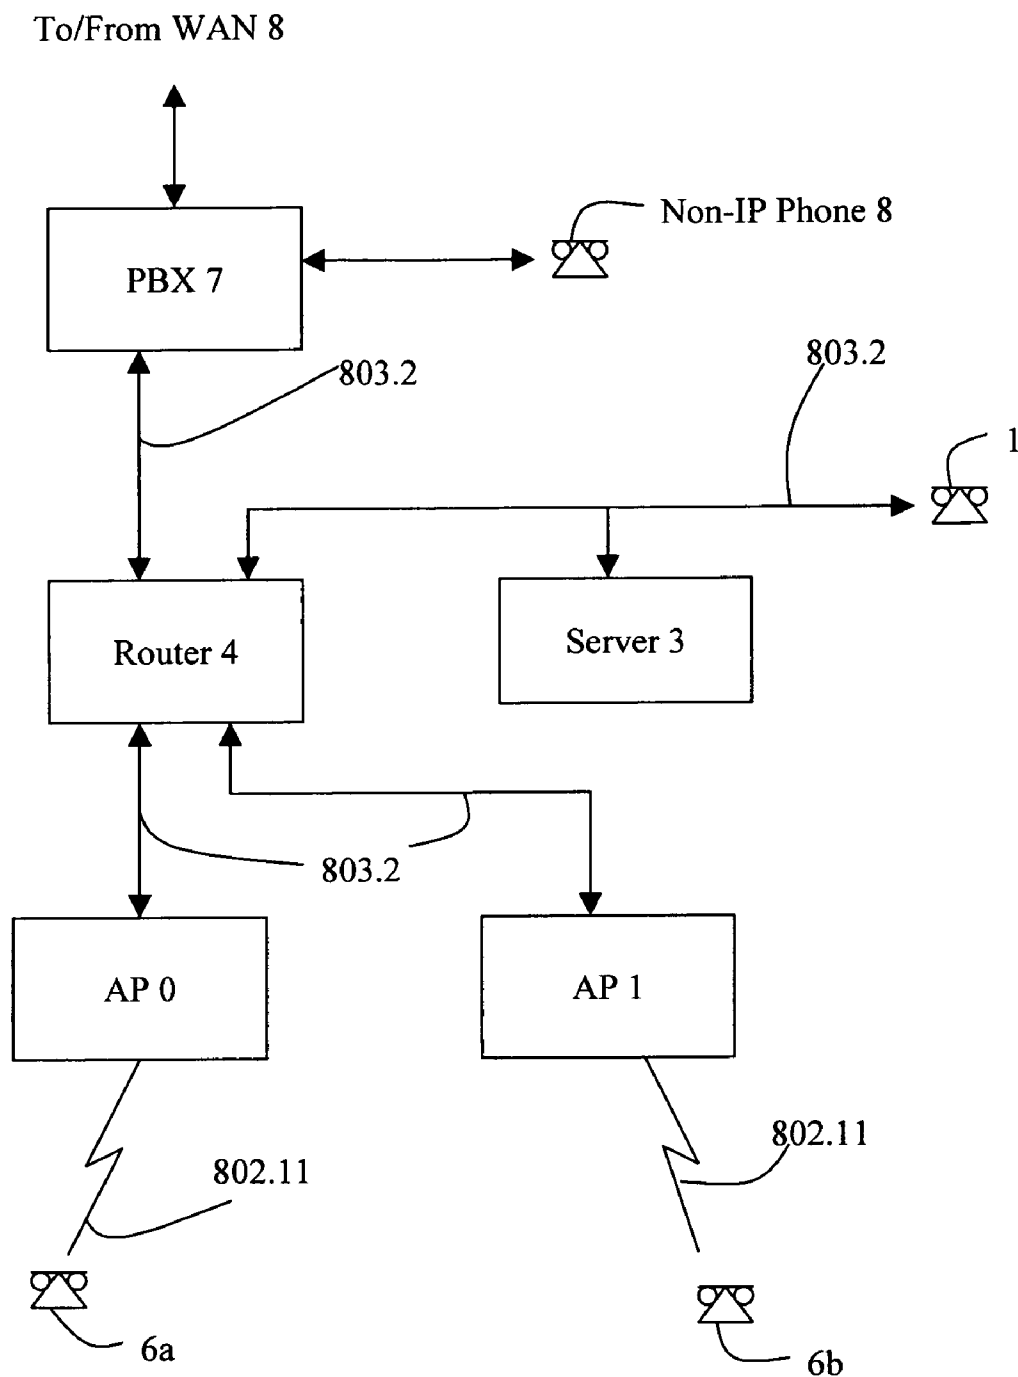 To/From WAN 8
Non-IP Phone 8
PBX 7
803.2
803.2
1
Router 4
Server 3
803.2
AP 0
AP 1
802.11
802.11
6a
6b